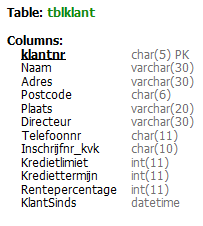 Table: tblklant
Columns:
klantnr char(5) PK
Naam varchar(30)
Adres varchar(30)
Postcode char(6)
Plaats varchar(20)
Directeur varchar(30)
Telefoonnr char(11)
Inschrijfnr_kvk char(10)
Kredietlimiet int(11)
Krediettermijn int(11)
Rentepercentage int(11)
KlantSinds datetime